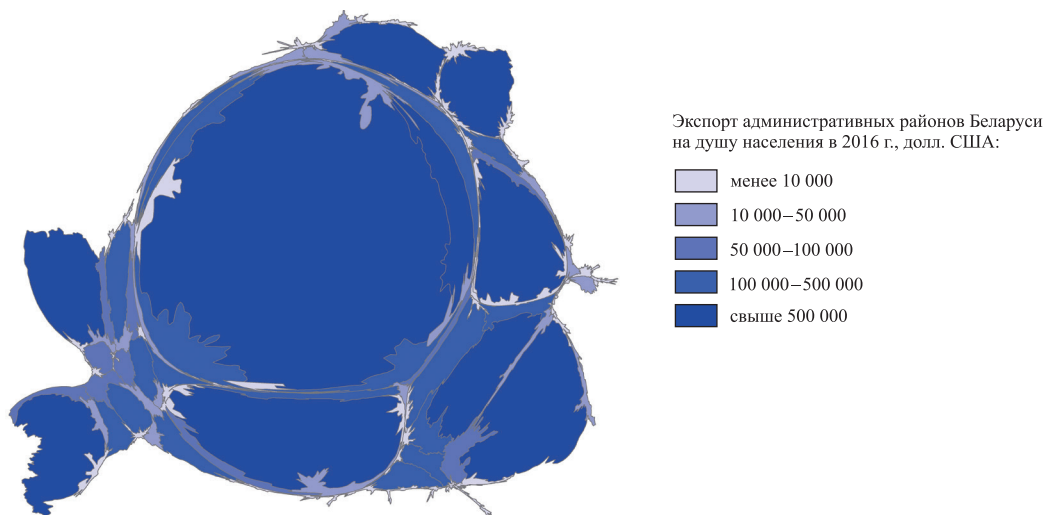 Экспорт административных районов Беларуси
на душу населения в 2016 г., долл. США:
менее 10 000
10 000–50 000
50 000–100 000
100 000–500 000
свыше 500 000